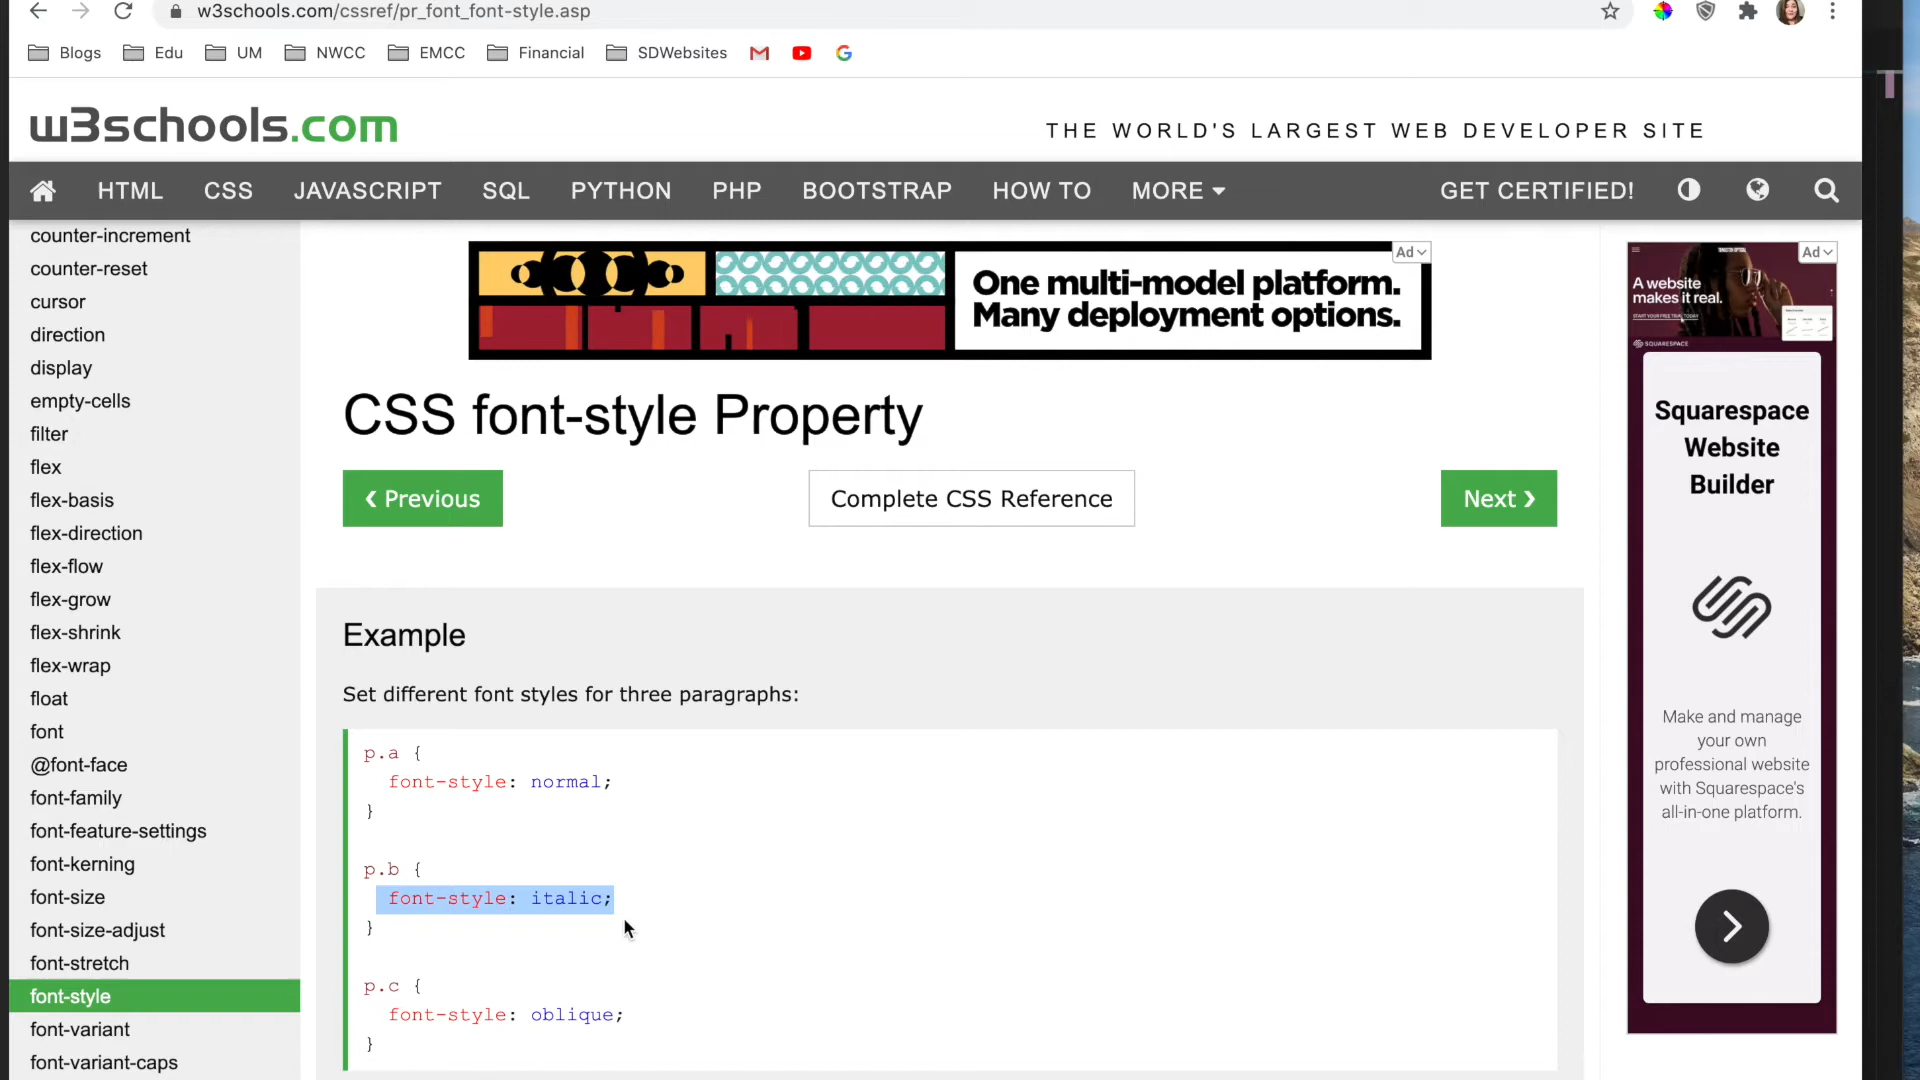 w3schools.com/cssref/pr_font_font-style.asp
Blogs Edu UM NWCC EMCC Financial SDWebsites
w3schools.com
THE WORLD'S LARGEST WEB DEVELOPER SITE
HTML CSS JAVASCRIPT SQL PYTHON PHP BOOTSTRAP HOW TO MORE GET CERTIFIED!
counter-increment
counter-reset
cursor
direction
display
empty-cells
filter
flex
flex-basis
flex-direction
flex-flow
flex-grow
flex-shrink
flex-wrap
float
font
@font-face
font-family
font-feature-settings
font-kerning
font-size
font-size-adjust
font-stretch
font-style
font-variant
font-variant-caps
Ad
One multi-model platform.
Many deployment options.
CSS font-style Property
❮ Previous
Complete CSS Reference
Next ❯
Example
Set different font styles for three paragraphs:
p.a {
font-style: normal;
}
p.b {
font-style: italic;
}
p.c {
font-style: oblique;
}
Ad
A website
makes it real.
START YOUR FREE TRIAL TODAY
SQUARESPACE
Squarespace
Website
Builder
Make and manage
your own
professional website
with Squarespace's
all-in-one platform.